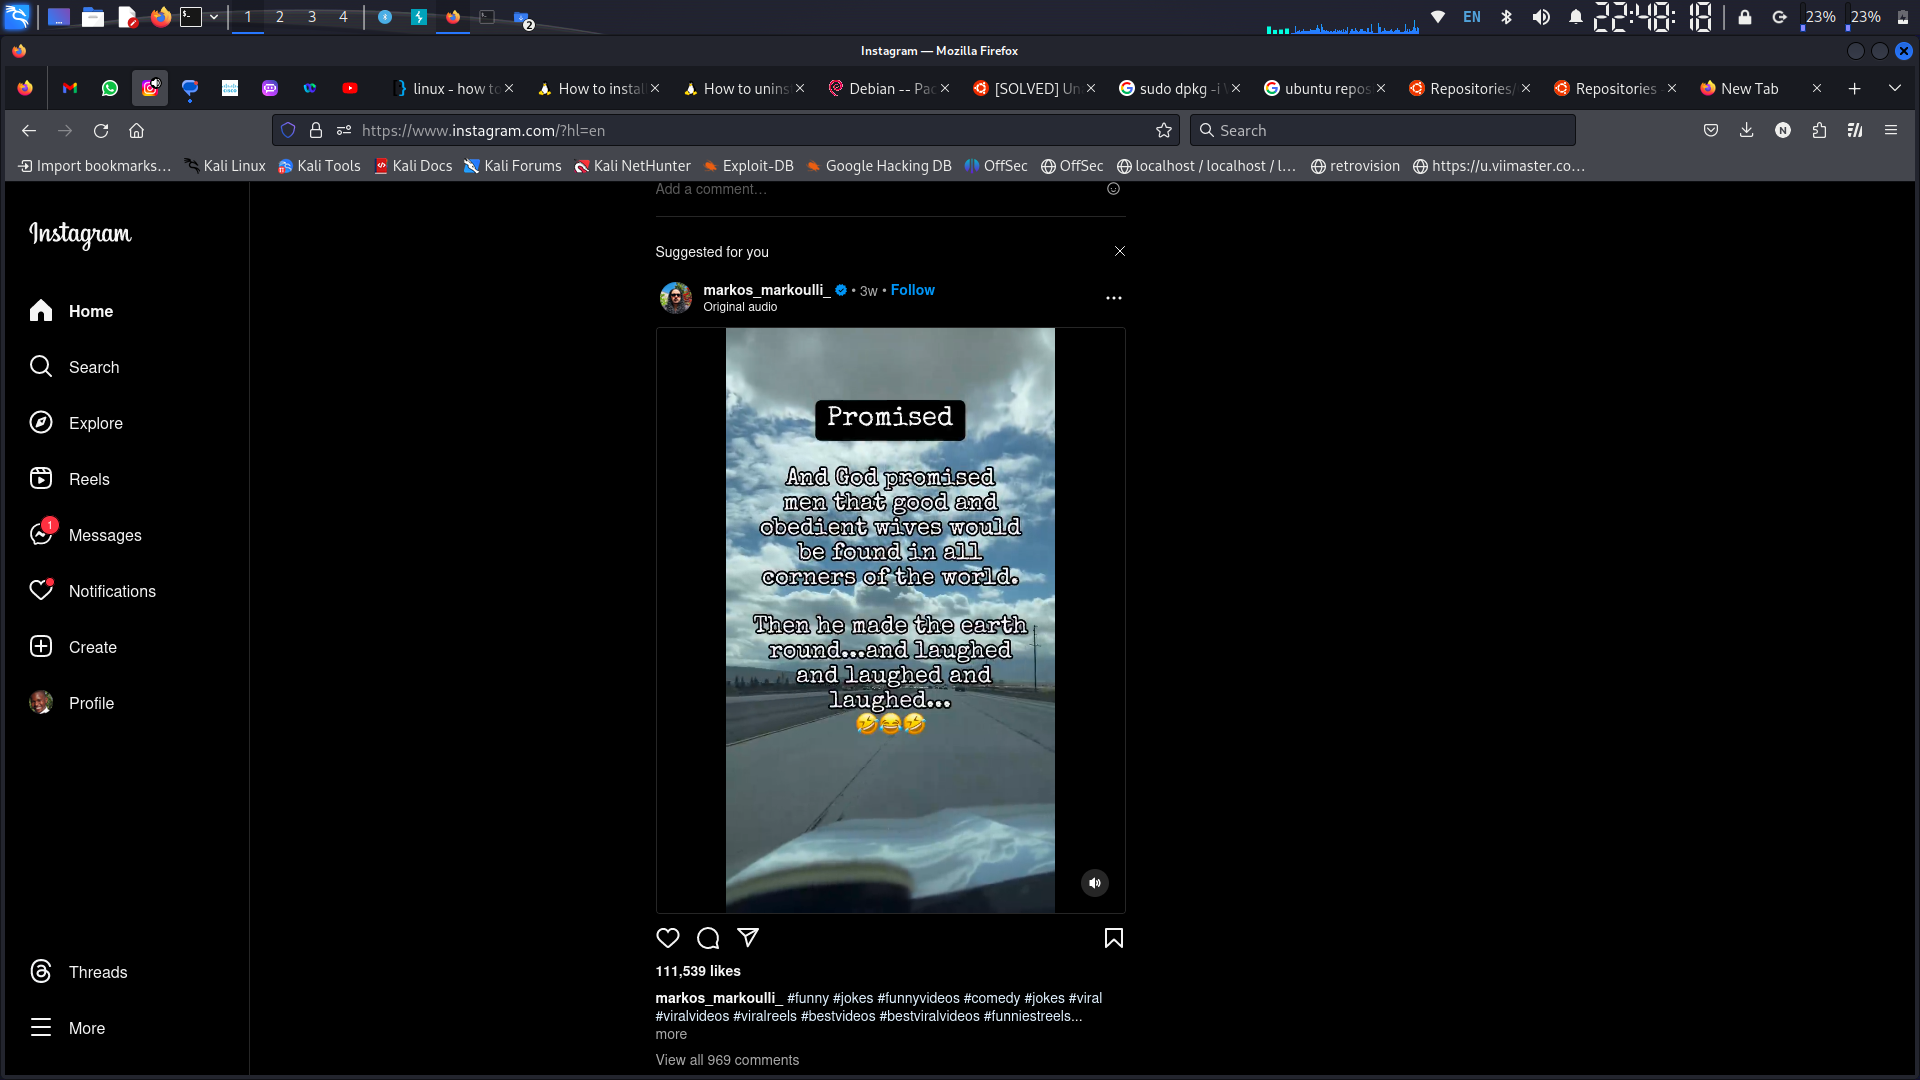 1 2 3 4 2 EN 22:48:18 23% 23%
Instagram — Mozilla Firefox
linux - how to How to instal How to unins Debian -- Pac [SOLVED] Un sudo dpkg -i ubuntu repos Repositories/ Repositories New Tab
https://www.instagram.com/?hl=en Search N
Import bookmarks... Kali Linux Kali Tools Kali Docs Kali Forums Kali NetHunter Exploit-DB Google Hacking DB OffSec OffSec localhost / localhost / l... retrovision https://u.viimaster.co...
Instagram
Home
Search
Explore
Reels
1
Messages
Notifications
Create
Profile
Threads
More
Add a comment...
Suggested for you
markos_markoulli_ • 3w • Follow
Original audio
Promised
And God promised
men that good and
obedient wives would
be found in all
corners of the world.
Then he made the earth
round...and laughed
and laughed and
laughed...
🤣😂🤣
111,539 likes
markos_markoulli_ #funny #jokes #funnyvideos #comedy #jokes #viral
#viralvideos #viralreels #bestvideos #bestviralvideos #funniestreels...
more
View all 969 comments